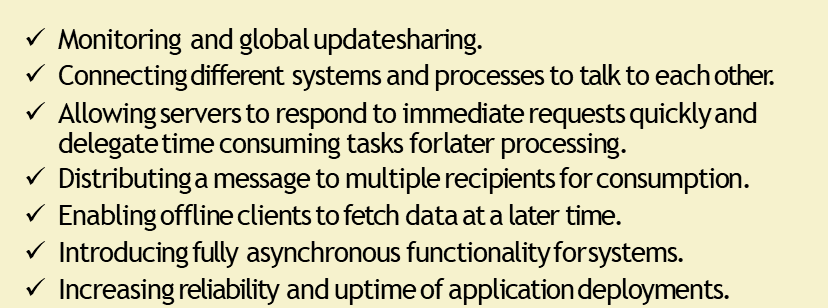 ✓ Monitoring and global updatesharing.
✓ Connecting different systems and processes to talk to each other.
✓ Allowing servers to respond to immediate requests quickly and
delegate time consuming tasks forlater processing.
✓ Distributing a message to multiple recipients for consumption.
✓ Enabling offline clients to fetch data at a later time.
✓ Introducing fully asynchronous functionality for systems.
✓ Increasing reliability and uptime of application deployments.